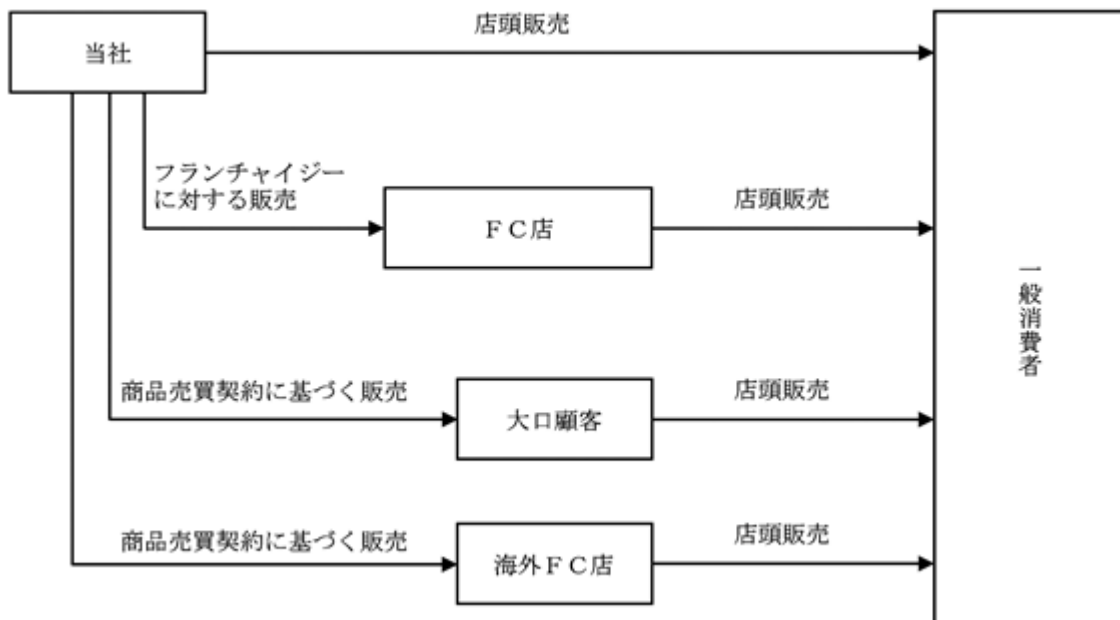 店頭販売
当社
フランチャイジー
に対する販売
ＦＣ店
店頭販売
一般消費者
商品売買契約に基づく販売
大口顧客
店頭販売
商品売買契約に基づく販売
海外ＦＣ店
店頭販売